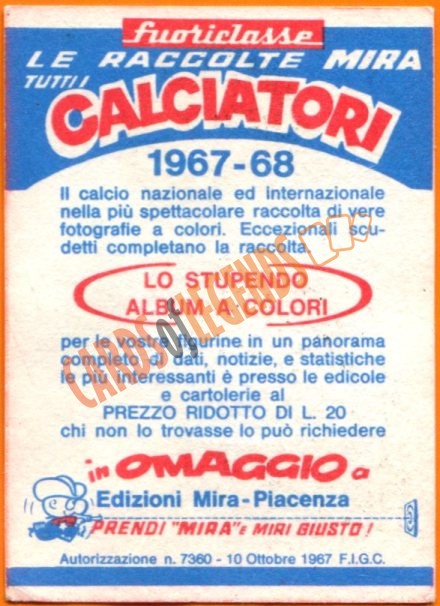 fuoriclasse
LE RACCOLTE MIRA
TUTTI I
CALCIATORI
1967-68
Il calcio nazionale ed internazionale
nella più spettacolare raccolta di vere
fotografie a colori. Eccezionali scu-
detti completano la raccolta.
LO STUPENDO
ALBUM-A-COLORI
per le vostre figurine in un panorama
completo di dati, notizie, e statistiche
le più interessanti è presso le edicole
e cartolerie al
PREZZO RIDOTTO DI L. 20
chi non lo trovasse lo può richiedere
in OMAGGIO a
Edizioni Mira-Piacenza
PRENDI "MIRA" E MIRI GIUSTO!
Autorizzazione n. 7360 - 10 Ottobre 1967 F.I.G.C.
CARDS of LEGENDS